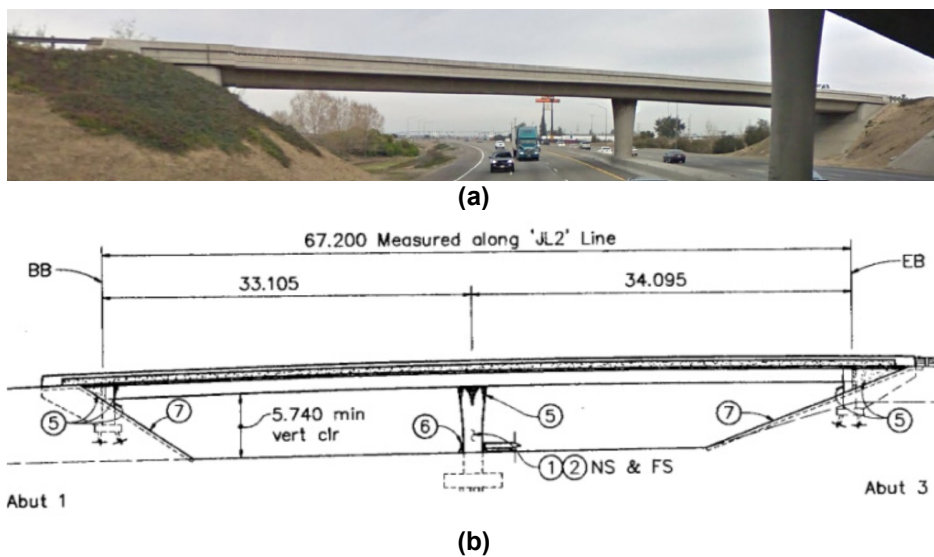 (a)
67.200 Measured along 'JL2' Line
BB
EB
33.105
34.095
5
7
5.740 min
vert clr
6
5
7
5
1 2 NS & FS
Abut 1
Abut 3
(b)